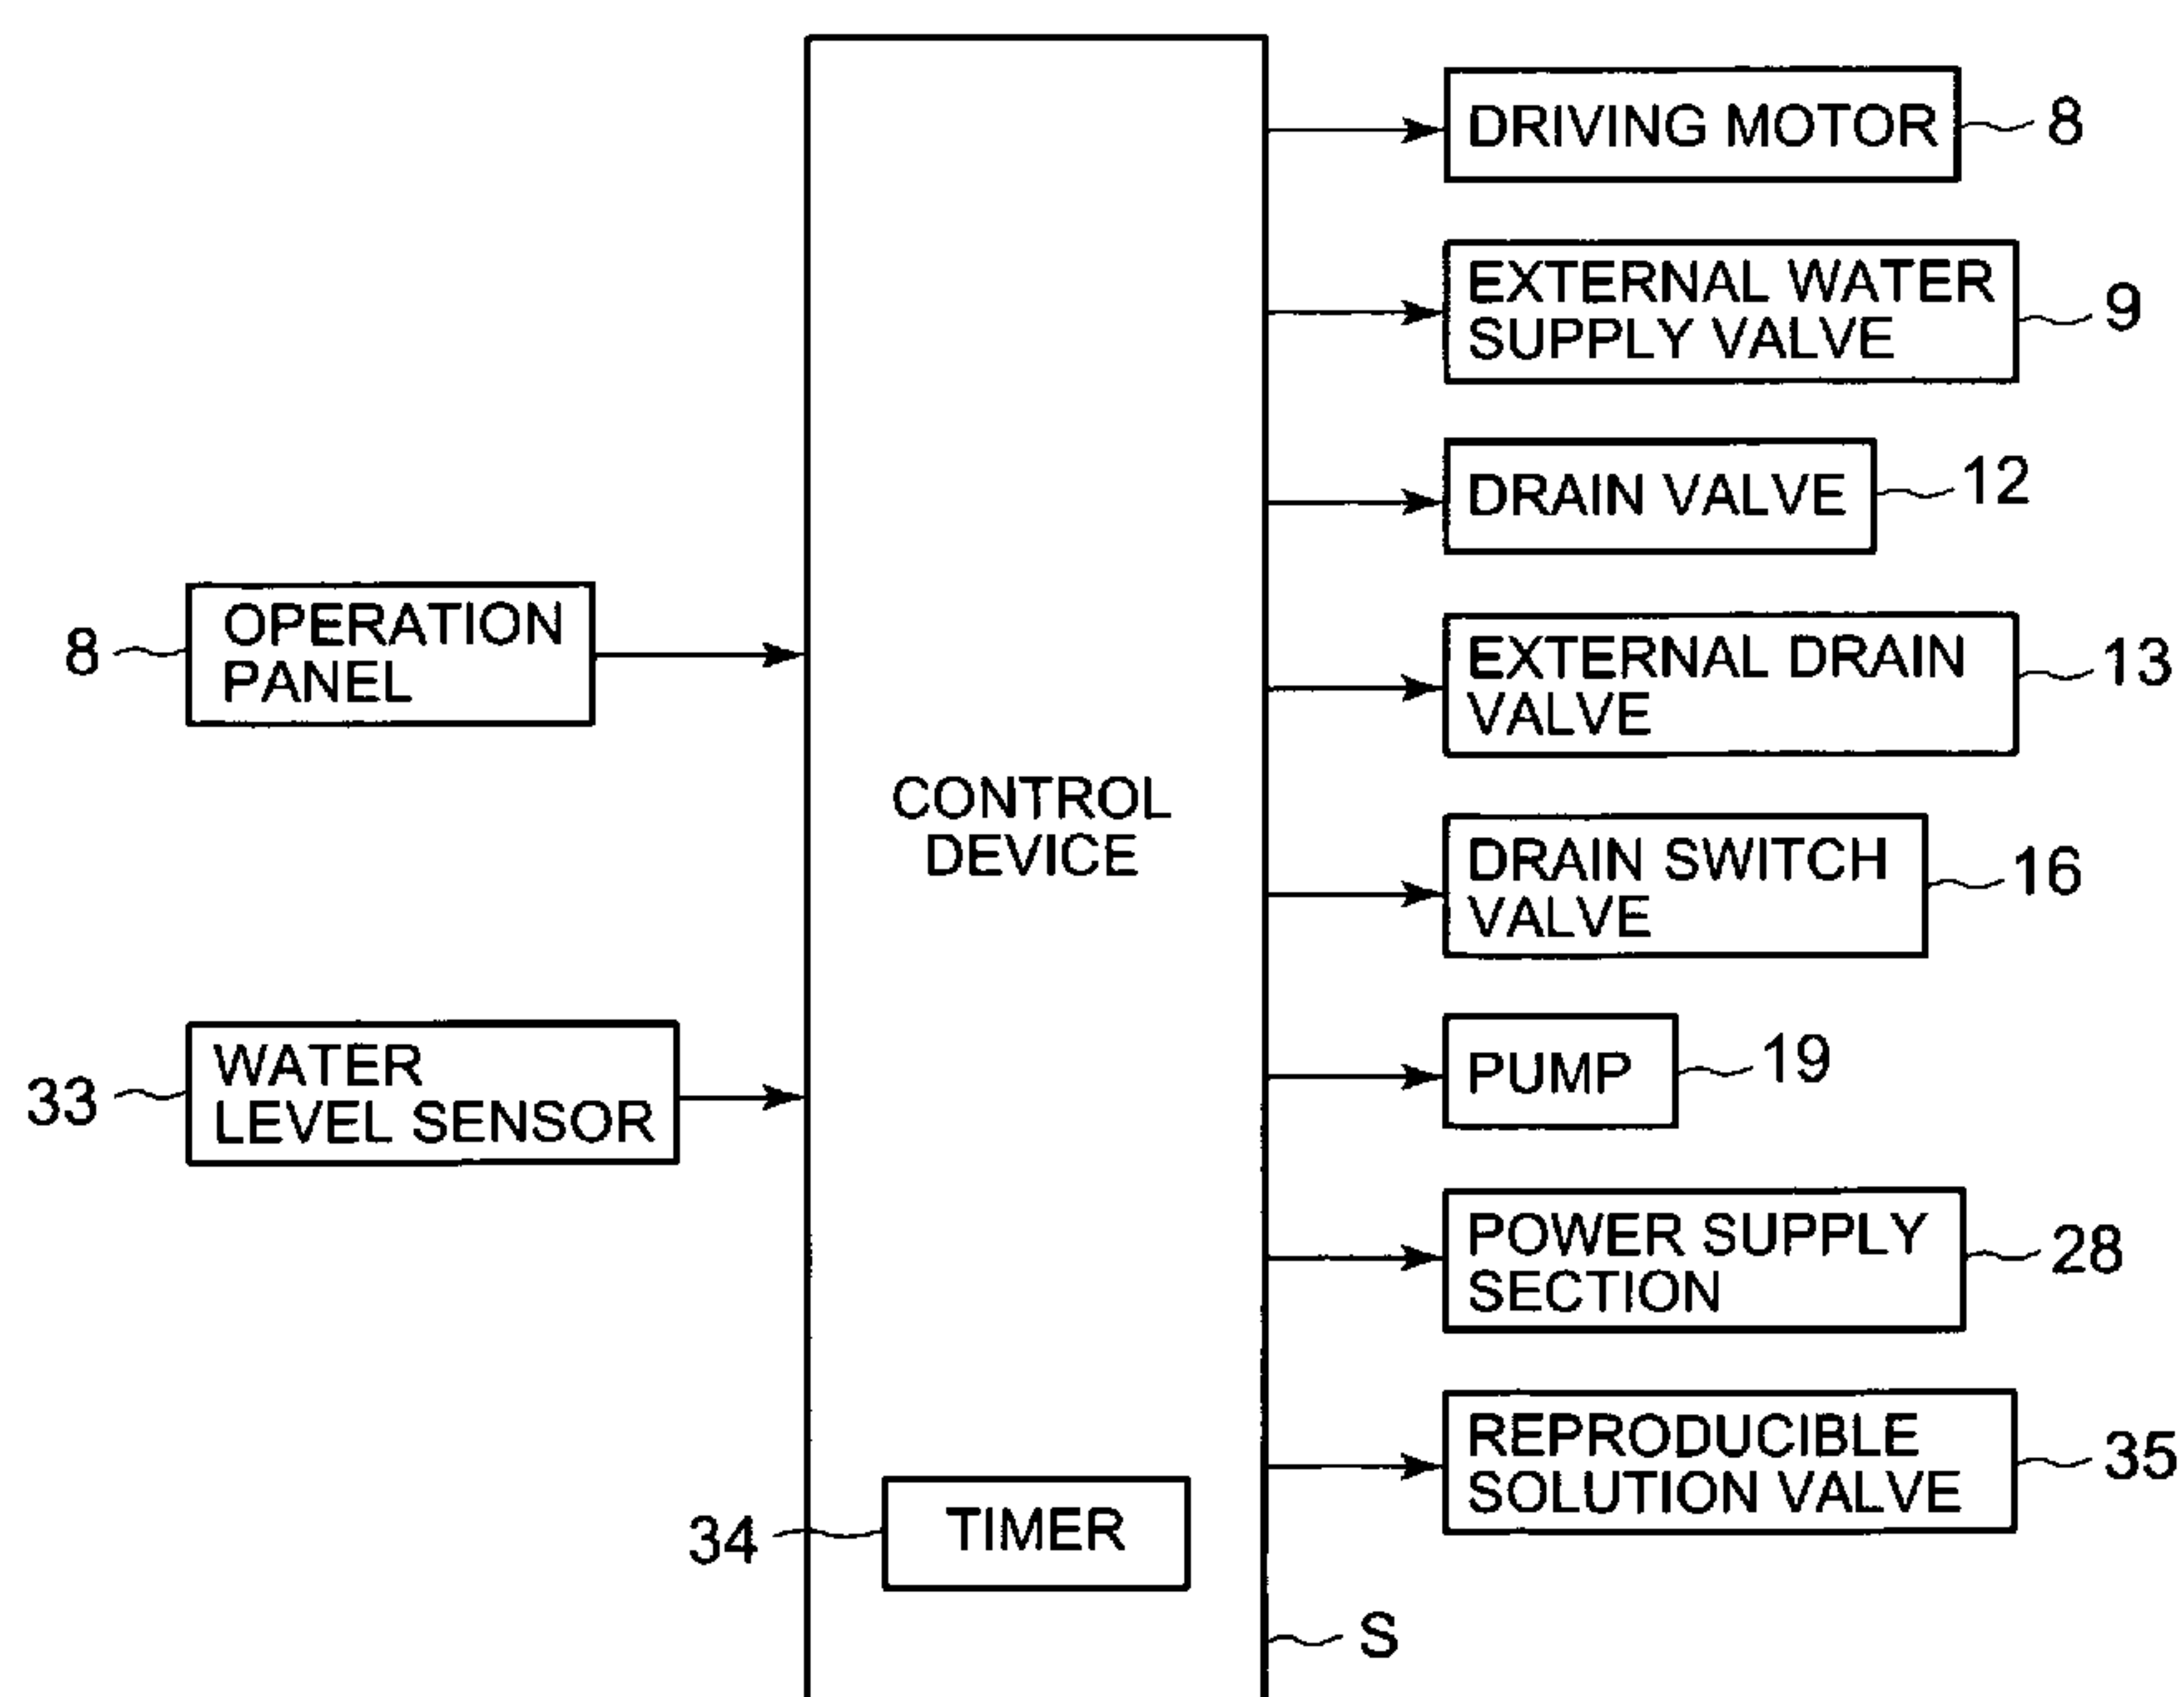 DRIVING MOTOR
8
EXTERNAL WATER
SUPPLY VALVE
9
DRAIN VALVE
12
8
OPERATION
PANEL
EXTERNAL DRAIN
VALVE
13
CONTROL
DEVICE
DRAIN SWITCH
VALVE
16
33
WATER
LEVEL SENSOR
PUMP
19
POWER SUPPLY
SECTION
28
REPRODUCIBLE
SOLUTION VALVE
35
34
TIMER
S